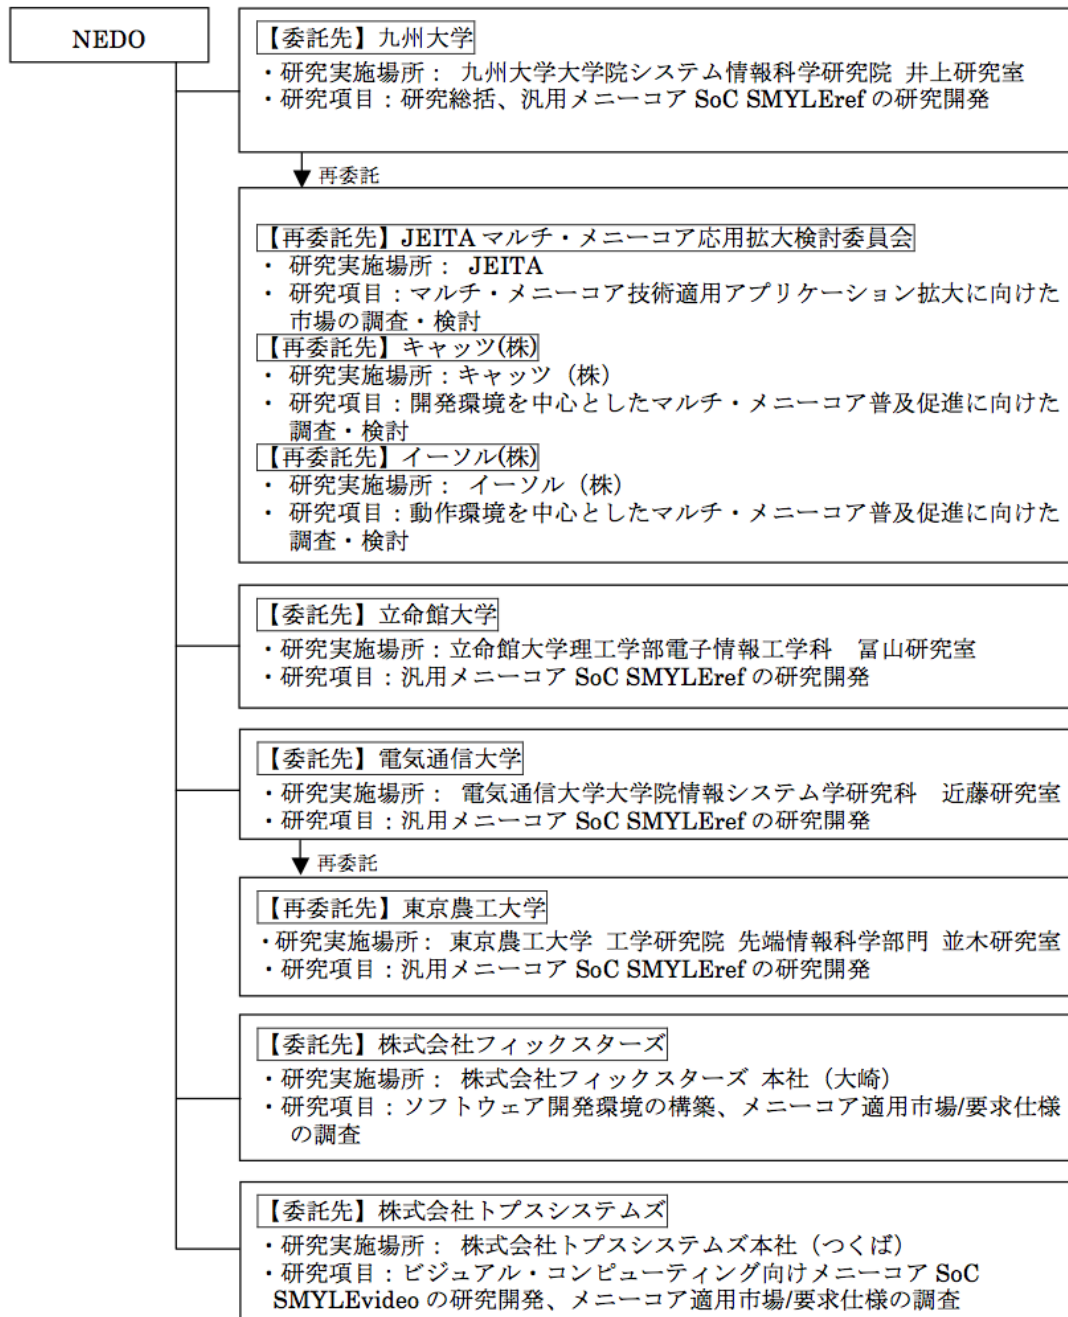 NEDO
【委託先】九州大学
・研究実施場所： 九州大学大学院システム情報科学研究院 井上研究室
・研究項目：研究総括、汎用メニーコア SoC SMYLEref の研究開発
再委託
【再委託先】JEITA マルチ・メニーコア応用拡大検討委員会
・ 研究実施場所： JEITA
・ 研究項目：マルチ・メニーコア技術適用アプリケーション拡大に向けた
市場の調査・検討
【再委託先】キャッツ(株)
・ 研究実施場所：キャッツ（株）
・ 研究項目：開発環境を中心としたマルチ・メニーコア普及促進に向けた
調査・検討
【再委託先】イーソル(株)
・ 研究実施場所： イーソル（株）
・ 研究項目：動作環境を中心としたマルチ・メニーコア普及促進に向けた
調査・検討
【委託先】立命館大学
・研究実施場所：立命館大学理工学部電子情報工学科　冨山研究室
・研究項目：汎用メニーコア SoC SMYLEref の研究開発
【委託先】電気通信大学
・研究実施場所： 電気通信大学大学院情報システム学研究科　近藤研究室
・研究項目：汎用メニーコア SoC SMYLEref の研究開発
再委託
【再委託先】東京農工大学
・研究実施場所： 東京農工大学 工学研究院 先端情報科学部門 並木研究室
・研究項目：汎用メニーコア SoC SMYLEref の研究開発
【委託先】株式会社フィックスターズ
・研究実施場所： 株式会社フィックスターズ 本社（大崎）
・研究項目：ソフトウェア開発環境の構築、メニーコア適用市場/要求仕様
の調査
【委託先】株式会社トプスシステムズ
・研究実施場所： 株式会社トプスシステムズ本社（つくば）
・研究項目：ビジュアル・コンピューティング向けメニーコア SoC
SMYLEvideo の研究開発、メニーコア適用市場/要求仕様の調査